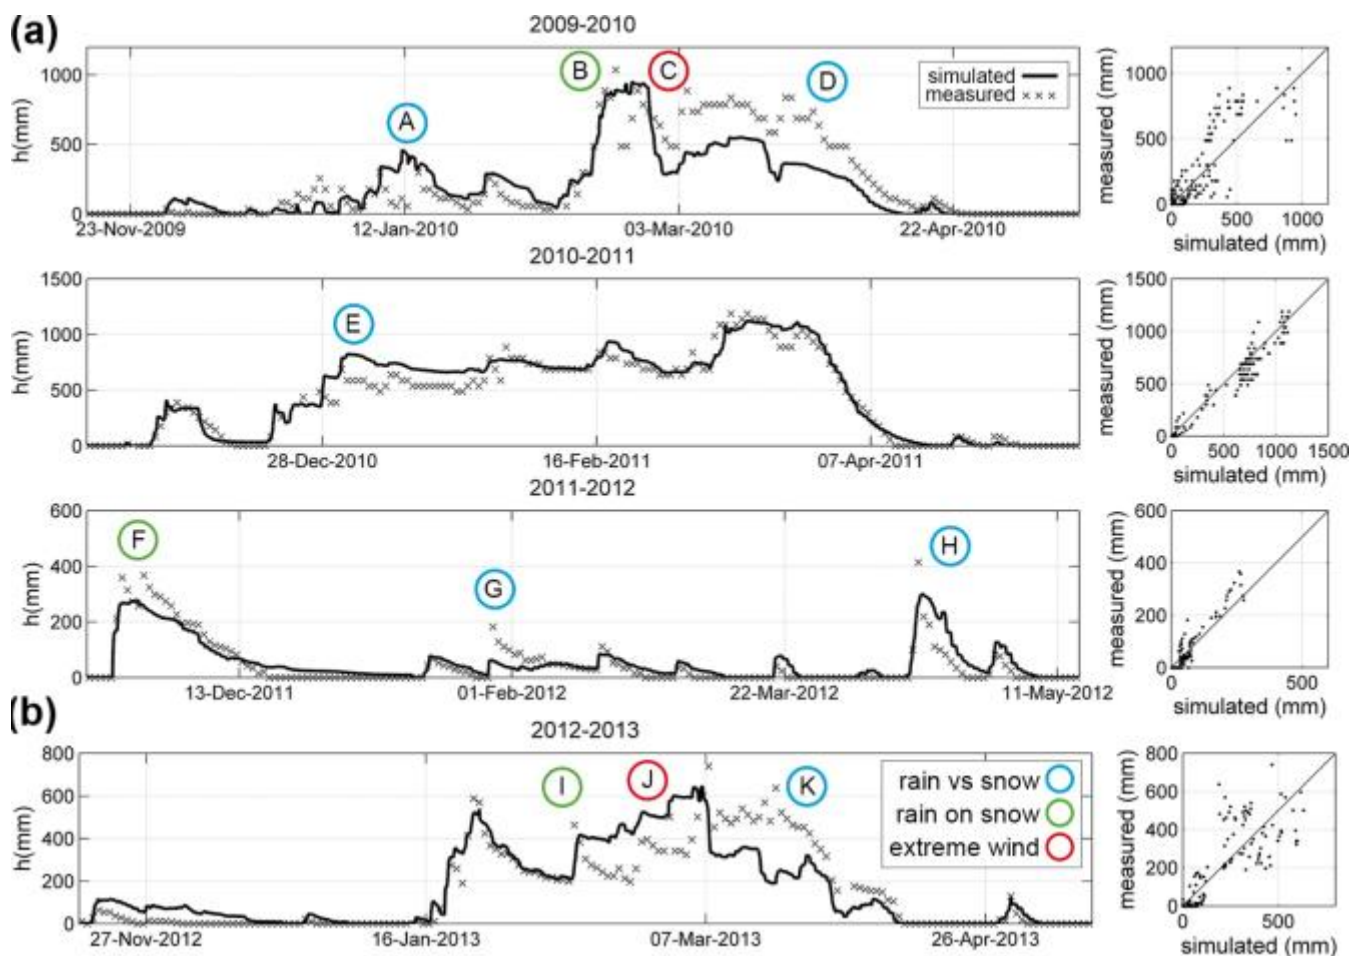 (a)
2009-2010
h(mm)
1000
500
0
A
B
C
D
simulated
measured
23-Nov-2009
12-Jan-2010
03-Mar-2010
22-Apr-2010
measured (mm)
1000
500
0
0
500
1000
simulated (mm)
2010-2011
h(mm)
1500
1000
500
0
E
28-Dec-2010
16-Feb-2011
07-Apr-2011
measured (mm)
1500
1000
500
0
0
500
1000
1500
simulated (mm)
2011-2012
h(mm)
600
400
200
0
F
G
H
13-Dec-2011
01-Feb-2012
22-Mar-2012
11-May-2012
measured (mm)
600
400
200
0
0
500
simulated (mm)
(b)
2012-2013
h(mm)
800
600
400
200
0
I
J
K
rain vs snow
rain on snow
extreme wind
27-Nov-2012
16-Jan-2013
07-Mar-2013
26-Apr-2013
measured (mm)
800
600
400
200
0
0
500
simulated (mm)